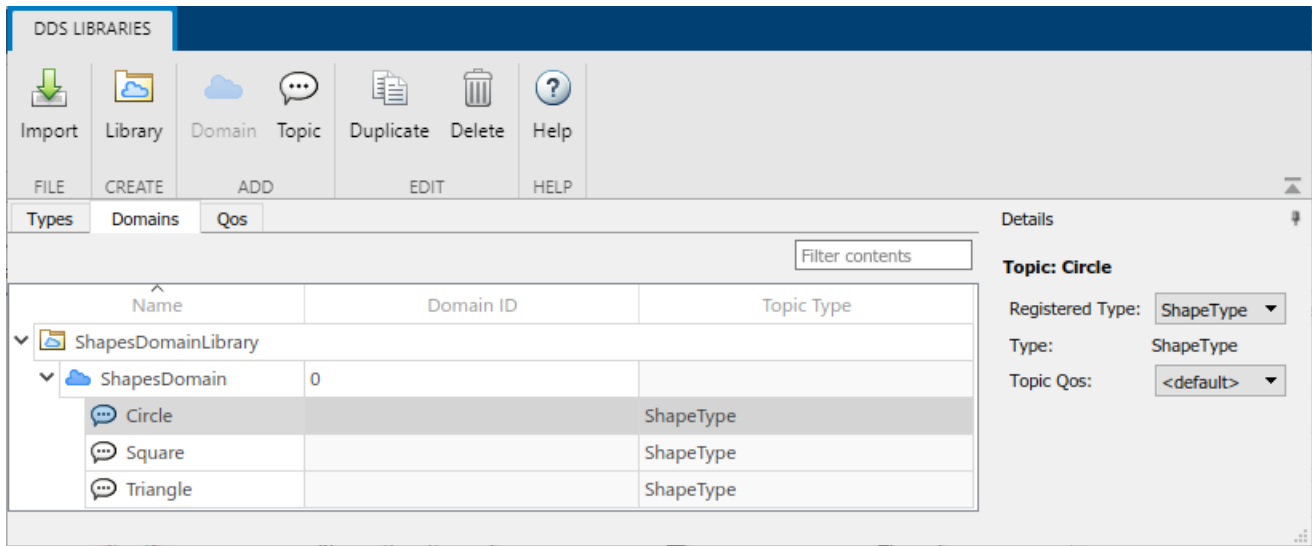 DDS LIBRARIES
Import Library Domain Topic Duplicate Delete Help
FILE CREATE ADD EDIT HELP
Types Domains Qos
Details
Filter contents
Topic: Circle
Name Domain ID Topic Type
Registered Type: ShapeType
ShapesDomainLibrary
Type: ShapeType
ShapesDomain 0
Topic Qos: <default>
Circle ShapeType
Square ShapeType
Triangle ShapeType